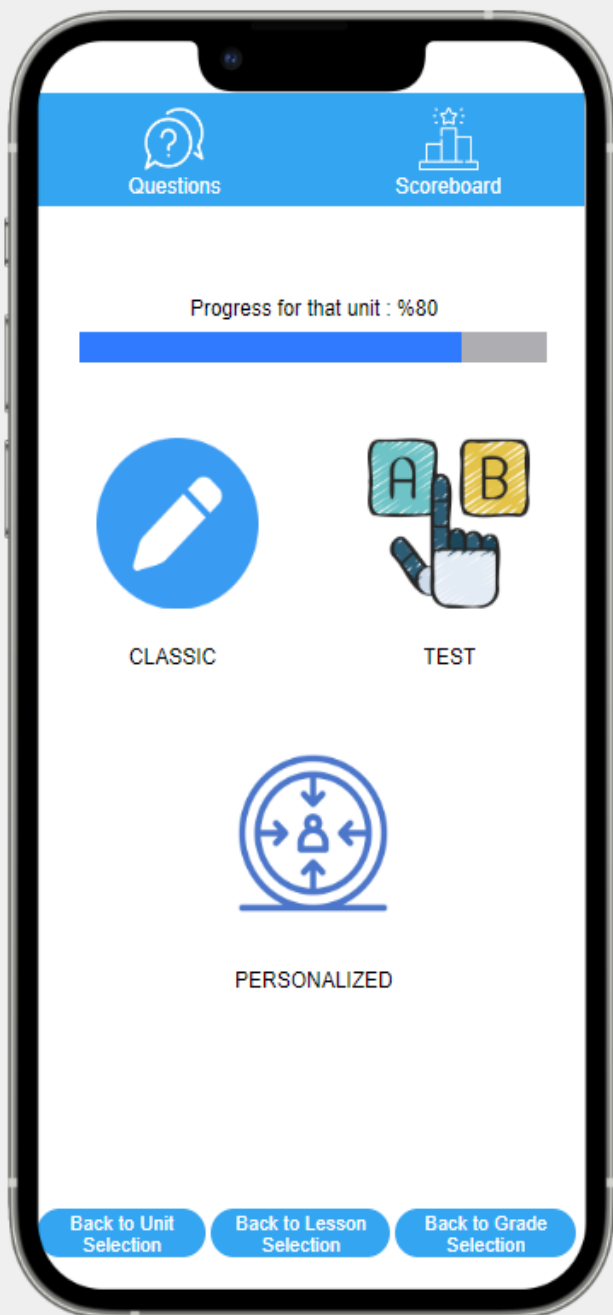 Questions
Scoreboard
Progress for that unit : %80
A B
CLASSIC
TEST
PERSONALIZED
Back to Unit
Selection
Back to Lesson
Selection
Back to Grade
Selection